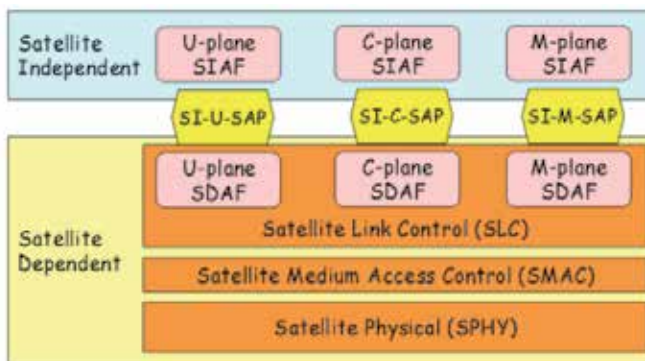 Satellite
Independent
U-plane
SIAF
C-plane
SIAF
M-plane
SIAF
SI-U-SAP
SI-C-SAP
SI-M-SAP
Satellite
Dependent
U-plane
SDAF
C-plane
SDAF
M-plane
SDAF
Satellite Link Control (SLC)
Satellite Medium Access Control (SMAC)
Satellite Physical (SPHY)